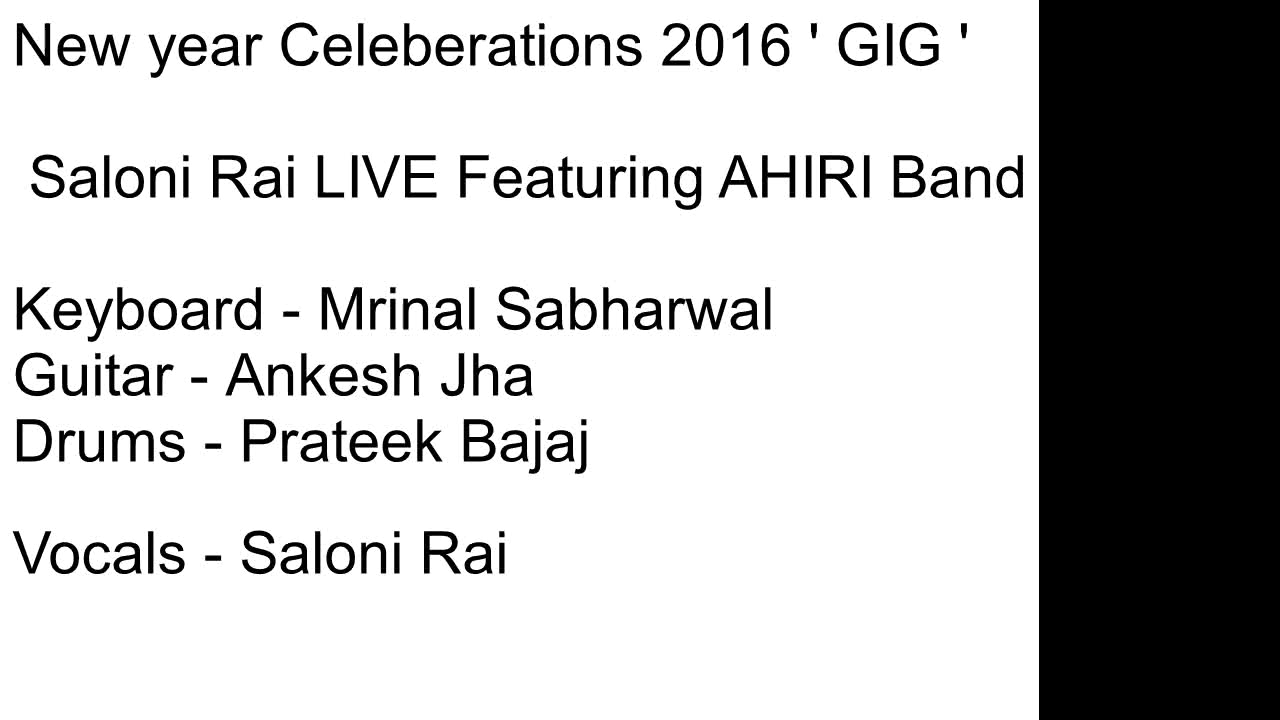 New year Celeberations 2016 ' GIG '
Saloni Rai LIVE Featuring AHIRI Band
Keyboard - Mrinal Sabharwal
Guitar - Ankesh Jha
Drums - Prateek Bajaj
Vocals - Saloni Rai